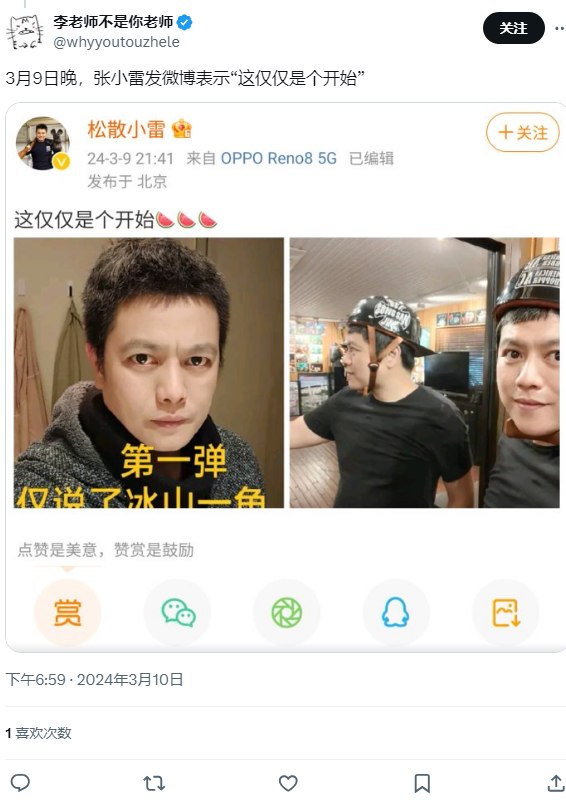 李老师不是你老师
@whyyoutouzhele
关注
3月9日晚，张小雷发微博表示“这仅仅是个开始”
松散小雷
24-3-9 21:41 来自 OPPO Reno8 5G 已编辑
发布于 北京
+关注
这仅仅是个开始🍉🍉🍉
第一弹
仅说了冰山一角
点赞是美意，赞赏是鼓励
赏
下午6:59 · 2024年3月10日
1 喜欢次数